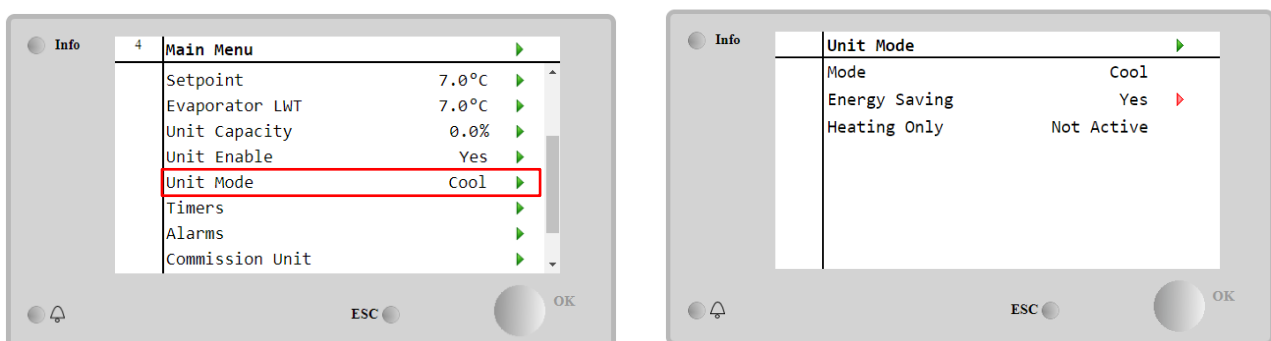 Info
4 Main Menu
Setpoint 7.0°C
Evaporator LWT 7.0°C
Unit Capacity 0.0%
Unit Enable Yes
Unit Mode Cool
Timers
Alarms
Commission Unit
ESC
OK
Info
Unit Mode
Mode Cool
Energy Saving Yes
Heating Only Not Active
ESC
OK